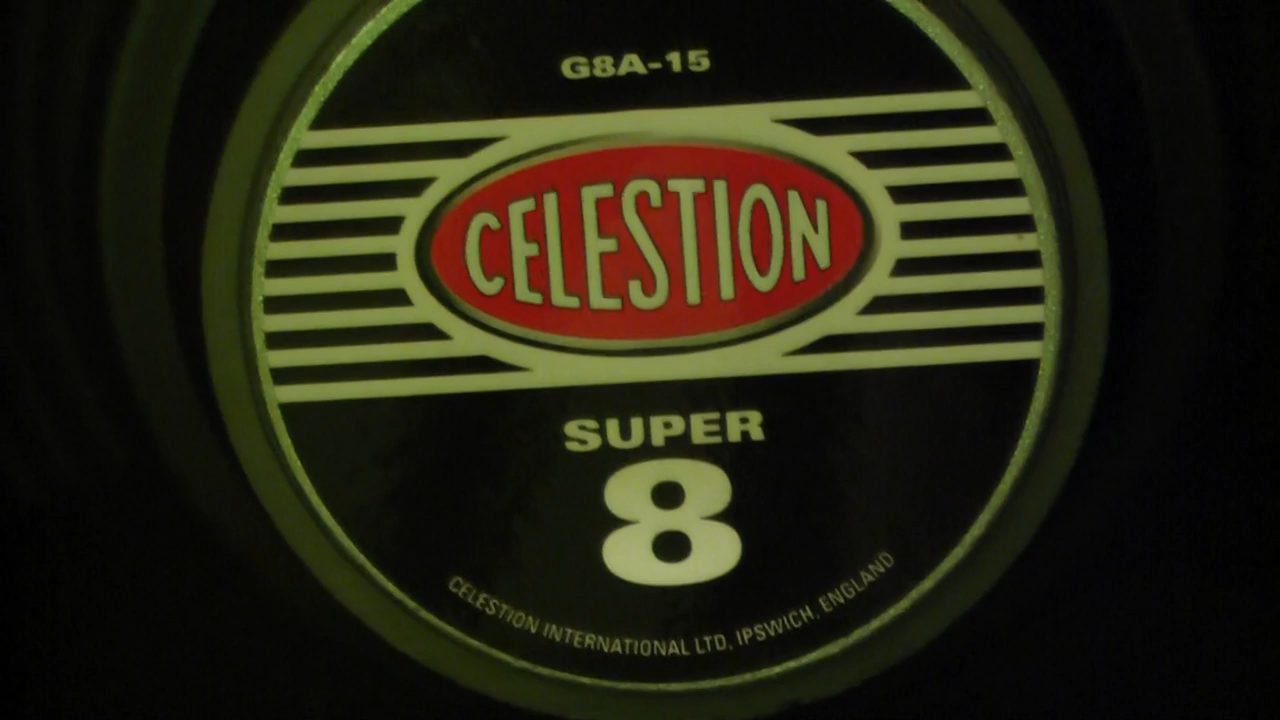 G8A-15
CELESTION
SUPER
8
CELESTION INTERNATIONAL LTD, IPSWICH, ENGLAND